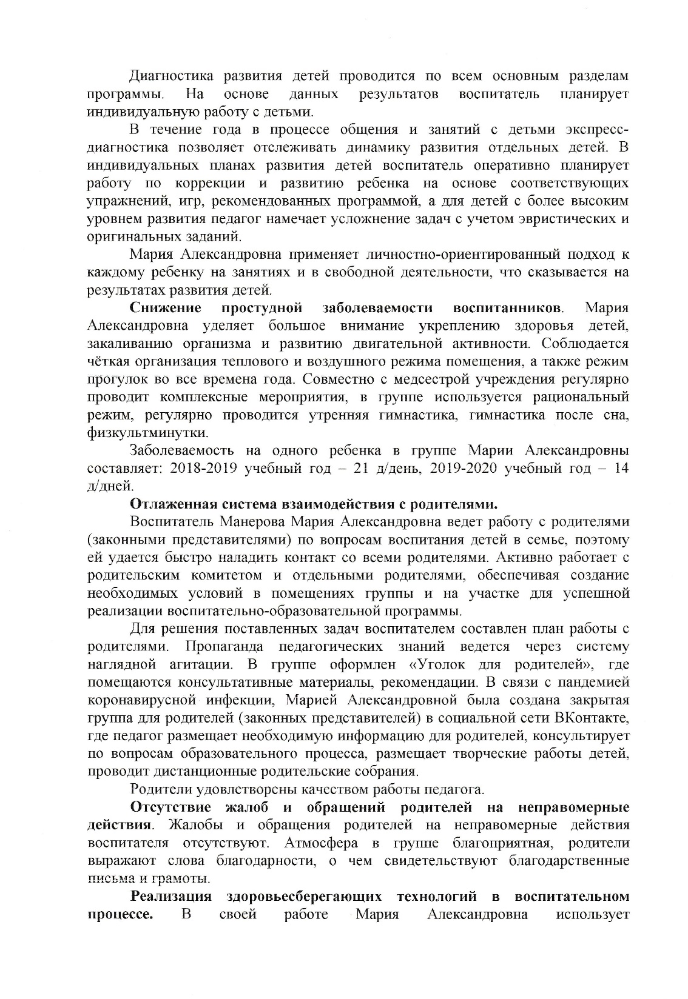 Диагностика развития детей проводится по всем основным разделам
программы. На основе данных результатов воспитатель планирует
индивидуальную работу с детьми.
В течение года в процессе общения и занятий с детьми экспресс-
диагностика позволяет отслеживать динамику развития отдельных детей. В
индивидуальных планах развития детей воспитатель оперативно планирует
работу по коррекции и развитию ребенка на основе соответствующих
упражнений, игр, рекомендованных программой, а для детей с более высоким
уровнем развития педагог намечает усложнение задач с учетом эвристических и
оригинальных заданий.
Мария Александровна применяет личностно-ориентированный подход к
каждому ребенку на занятиях и в свободной деятельности, что сказывается на
результатах развития детей.
Снижение простудной заболеваемости воспитанников. Мария
Александровна уделяет большое внимание укреплению здоровья детей,
закаливанию организма и развитию двигательной активности. Соблюдается
чёткая организация теплового и воздушного режима помещения, а также режим
прогулок во все времена года. Совместно с медсестрой учреждения регулярно
проводит комплексные мероприятия, в группе используется рациональный
режим, регулярно проводится утренняя гимнастика, гимнастика после сна,
физкультминутки.
Заболеваемость на одного ребенка в группе Марии Александровны
составляет: 2018-2019 учебный год – 21 д/день, 2019-2020 учебный год – 14
д/дней.
Отлаженная система взаимодействия с родителями.
Воспитатель Манерова Мария Александровна ведет работу с родителями
(законными представителями) по вопросам воспитания детей в семье, поэтому
ей удается быстро наладить контакт со всеми родителями. Активно работает с
родительским комитетом и отдельными родителями, обеспечивая создание
необходимых условий в помещениях группы и на участке для успешной
реализации воспитательно-образовательной программы.
Для решения поставленных задач воспитателем составлен план работы с
родителями. Пропаганда педагогических знаний ведется через систему
наглядной агитации. В группе оформлен «Уголок для родителей», где
помещаются консультативные материалы, рекомендации. В связи с пандемией
коронавирусной инфекции, Марией Александровной была создана закрытая
группа для родителей (законных представителей) в социальной сети ВКонтакте,
где педагог размещает необходимую информацию для родителей, консультирует
по вопросам образовательного процесса, размещает творческие работы детей,
проводит дистанционные родительские собрания.
Родители удовлетворены качеством работы педагога.
Отсутствие жалоб и обращений родителей на неправомерные
действия. Жалобы и обращения родителей на неправомерные действия
воспитателя отсутствуют. Атмосфера в группе благоприятная, родители
выражают слова благодарности, о чем свидетельствуют благодарственные
письма и грамоты.
Реализация здоровьесберегающих технологий в воспитательном
процессе. В своей работе Мария Александровна использует